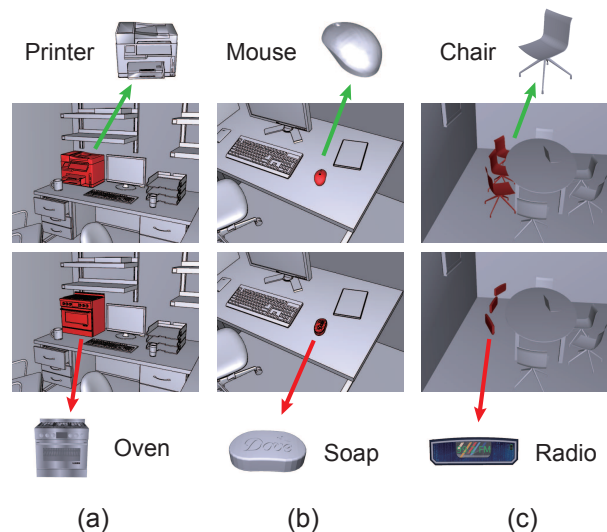 Printer
Mouse
Chair
Dove
Oven
Soap
Radio
(a)
(b)
(c)